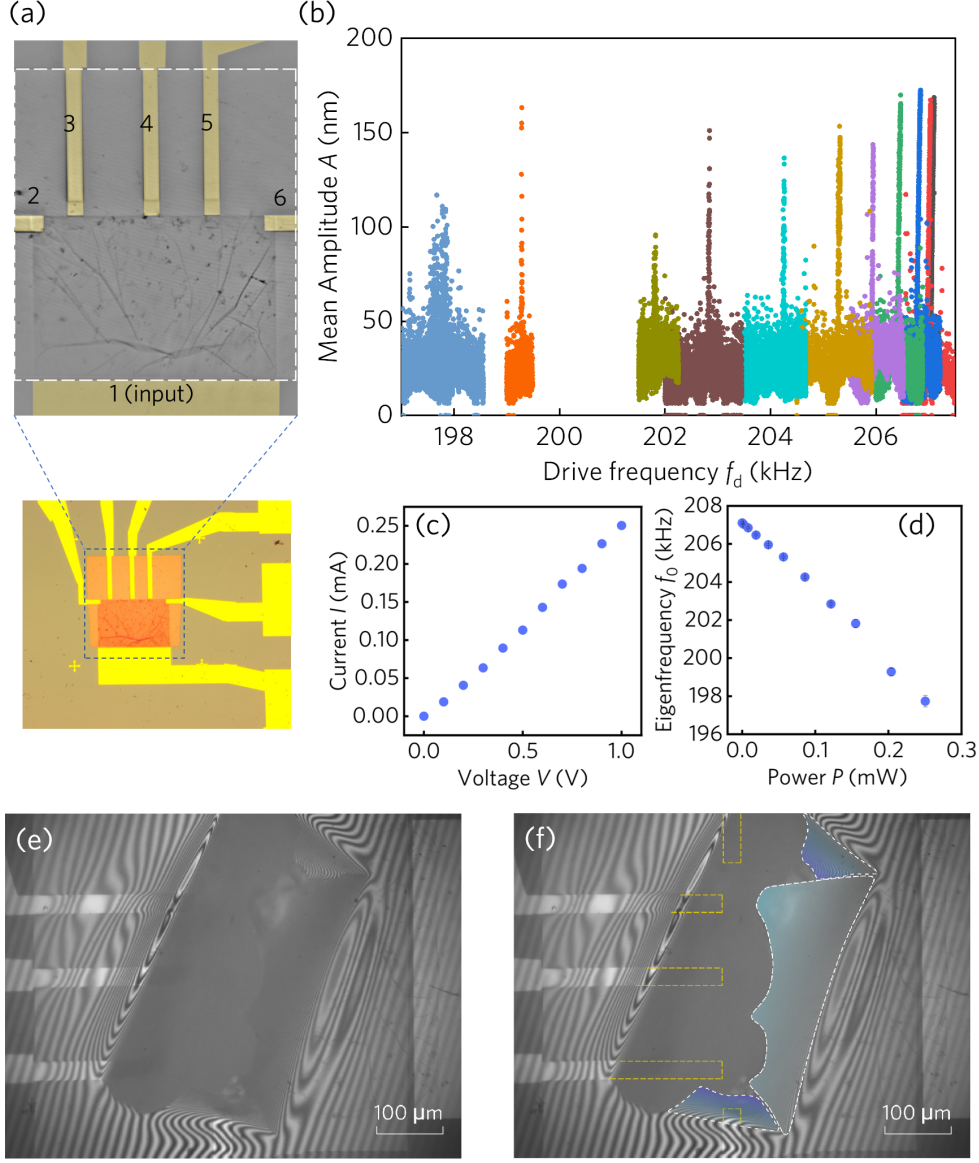 (a)
3
4
5
2
6
1 (input)
(b)
200
150
100
50
0
Mean Amplitude A (nm)
198
200
202
204
206
Drive frequency f_d (kHz)
(c)
0.25
0.20
0.15
0.10
0.05
0.00
Current I (mA)
0.0
0.5
1.0
Voltage V (V)
(d)
208
206
204
202
200
198
196
Eigenfrequency f_0 (kHz)
0.0
0.1
0.2
0.3
Power P (mW)
(e)
100 μm
(f)
100 μm